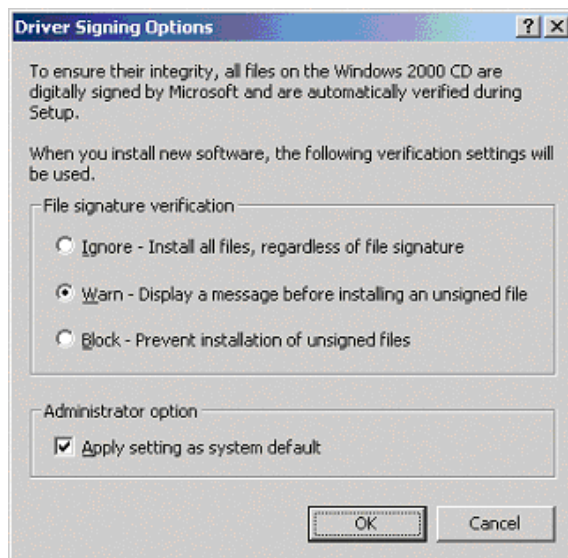 Driver Signing Options
To ensure their integrity, all files on the Windows 2000 CD are
digitally signed by Microsoft and are automatically verified during
Setup.
When you install new software, the following verification settings will
be used.
File signature verification
Ignore - Install all files, regardless of file signature
Warn - Display a message before installing an unsigned file
Block - Prevent installation of unsigned files
Administrator option
Apply setting as system default
OK Cancel